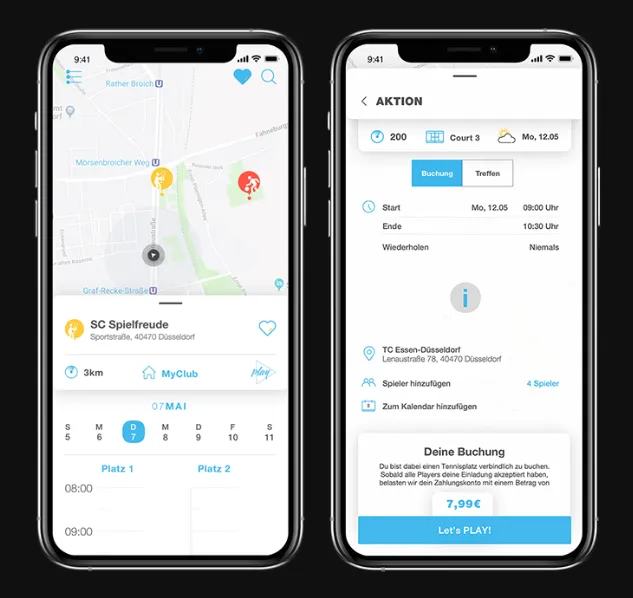 9:41
Rather Broich U
Mörsenbroicher Weg U
Graf-Recke-Straße U
SC Spielfreude
Sportstraße, 40470 Düsseldorf
3km
MyClub
play
07 MAI
S M D M D F S
5 6 7 8 9 10 11
Platz 1 Platz 2
08:00
09:00
9:41
AKTION
200 Court 3 Mo, 12.05
Buchung Treffen
Start Mo, 12.05 09:00 Uhr
Ende 10:30 Uhr
Wiederholen Niemals
i
TC Essen-Düsseldorf
Lenaustraße 78, 40470 Düsseldorf
Spieler hinzufügen 4 Spieler
Zum Kalendar hinzufügen
Deine Buchung
Du bist dabei einen Tennisplatz verbindlich zu buchen.
Sobald alle Players deine Einladung akzeptiert haben,
belasten wir dein Zahlungskonto mit einem Betrag von
7,99€
Let's PLAY!